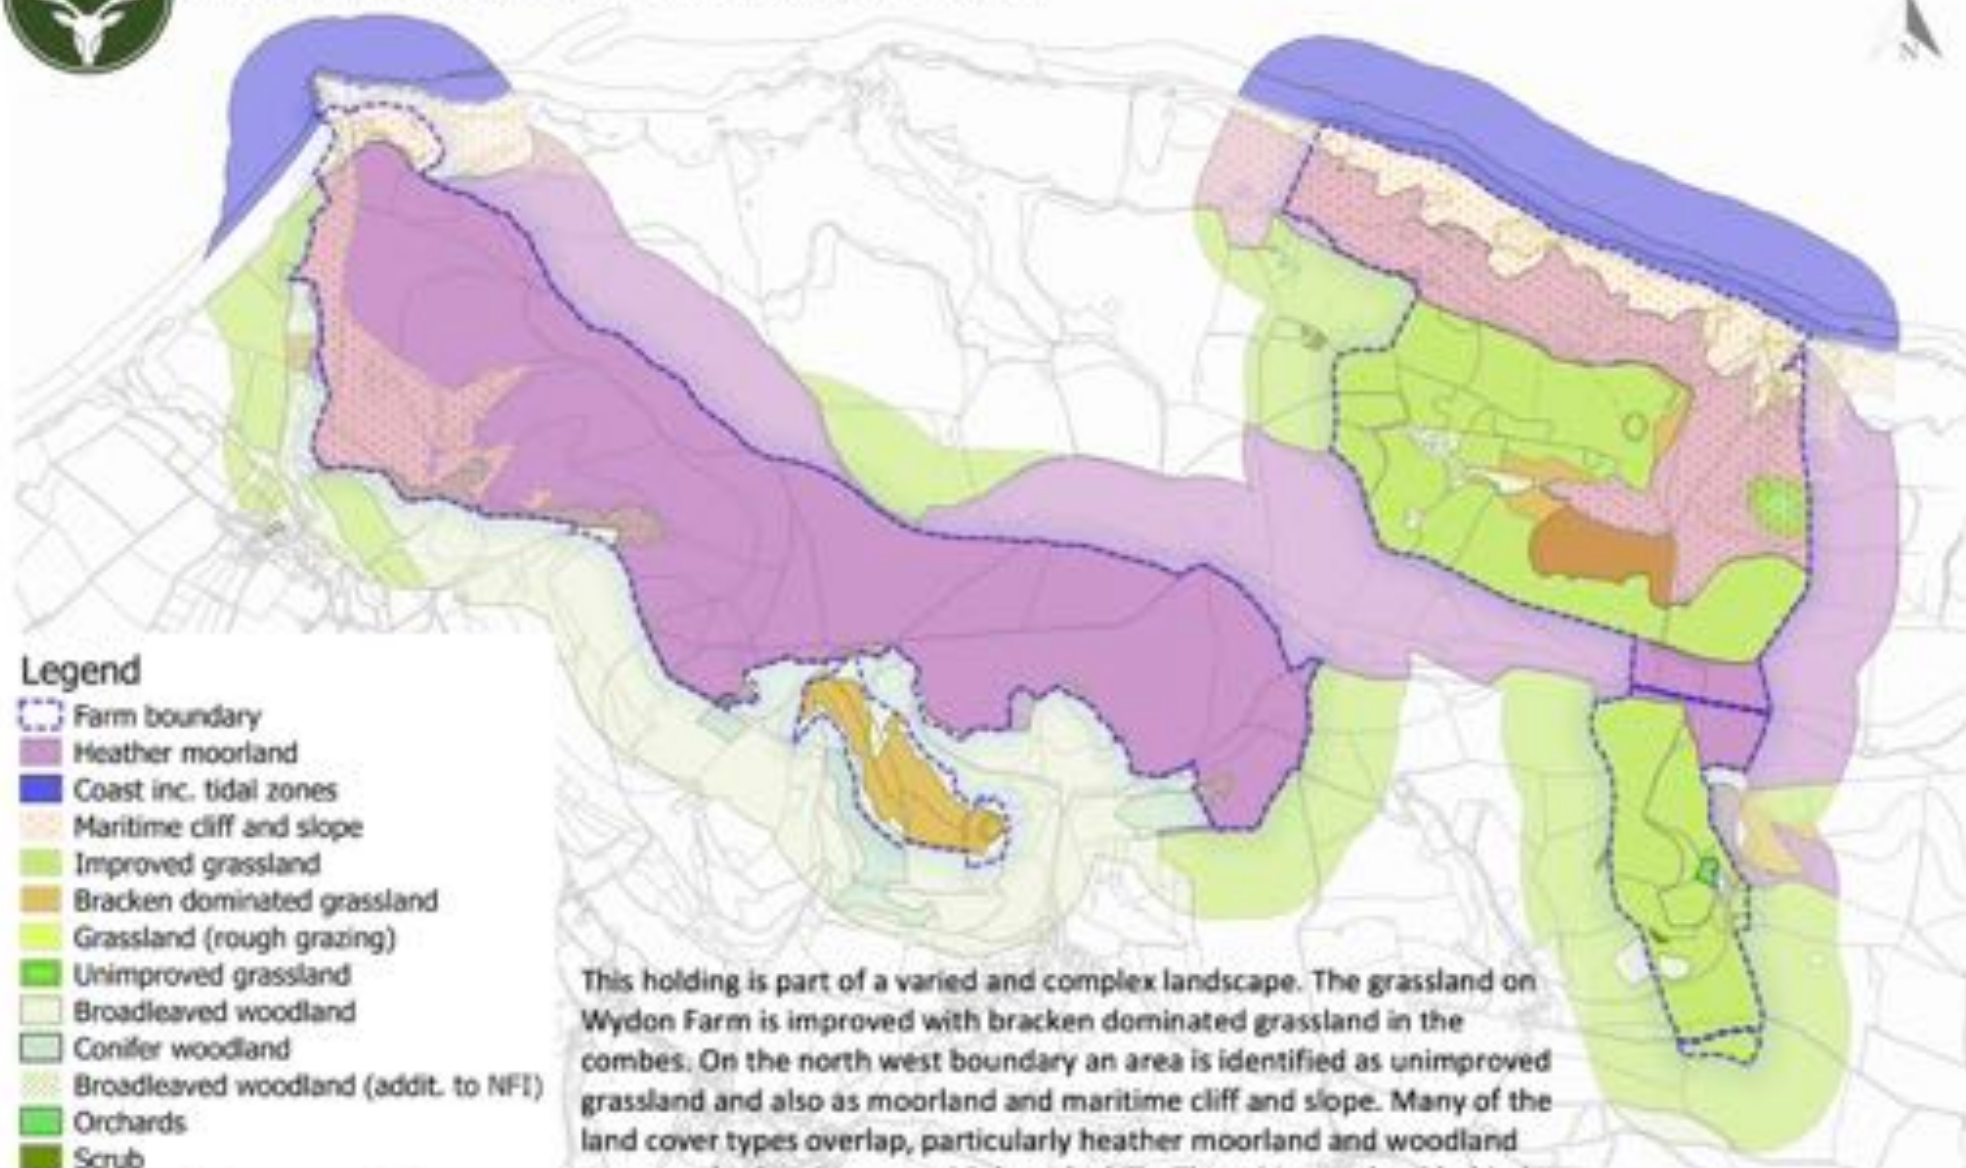 N
Legend
Farm boundary
Heather moorland
Coast inc. tidal zones
Maritime cliff and slope
Improved grassland
Bracken dominated grassland
Grassland (rough grazing)
Unimproved grassland
Broadleaved woodland
Conifer woodland
Broadleaved woodland (addit. to NFI)
Orchards
Scrub
This holding is part of a varied and complex landscape. The grassland on
Wydon Farm is improved with bracken dominated grassland in the
combes. On the north west boundary an area is identified as unimproved
grassland and also as moorland and maritime cliff and slope. Many of the
land cover types overlap, particularly heather moorland and woodland